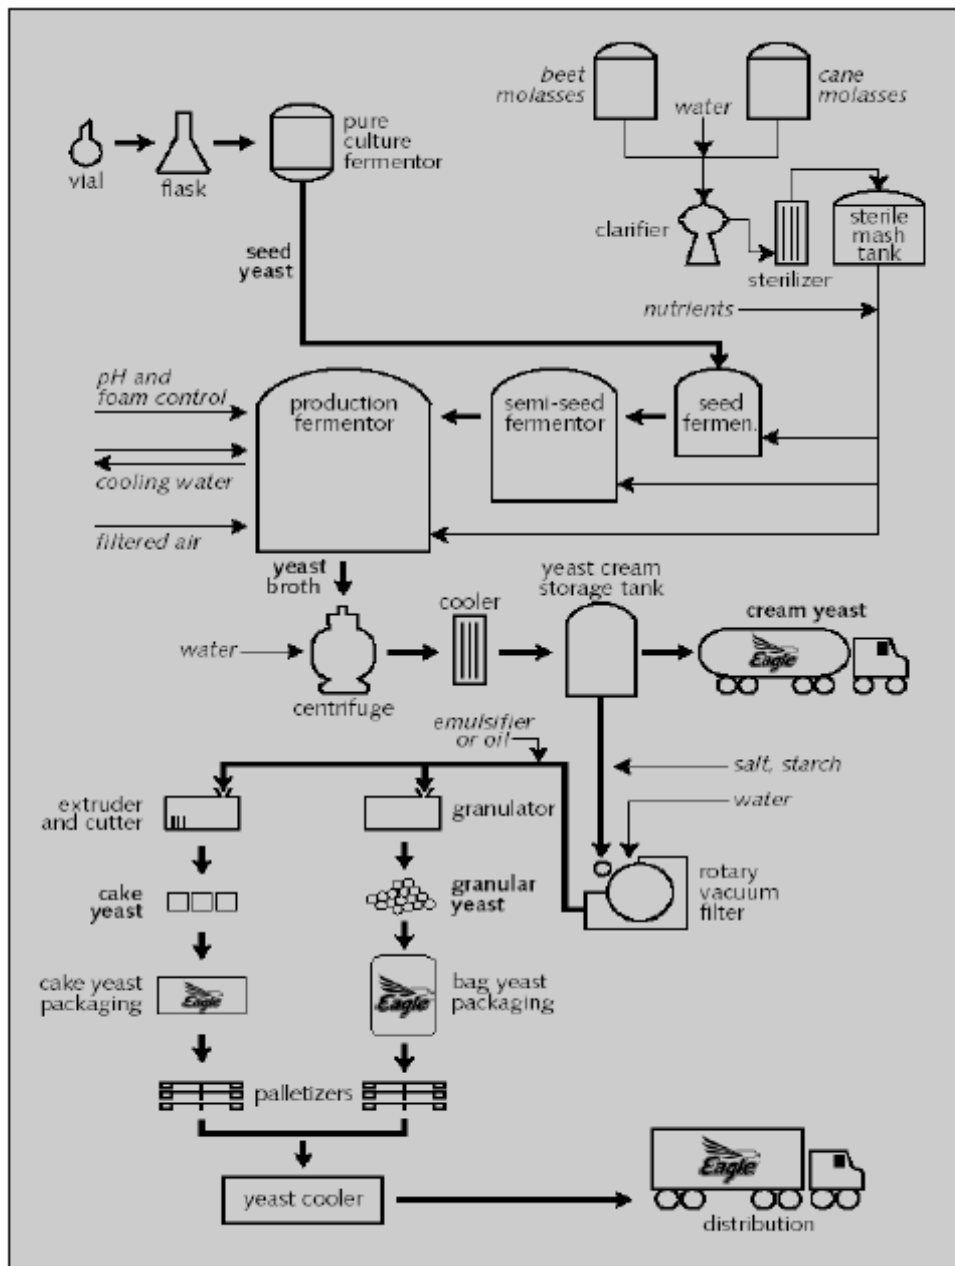 beet
molasses
cane
molasses
water
pure
culture
fermentor
vial
flask
clarifier
sterile
mash
tank
sterilizer
seed
yeast
nutrients
pH and
foam control
production
fermentor
semi-seed
fermentor
seed
fermen.
cooling water
filtered air
yeast
broth
yeast cream
storage tank
cooler
cream yeast
Eagle
water
centrifuge
emulsifier
or oil
salt, starch
water
extruder
and cutter
granulator
rotary
vacuum
filter
cake
yeast
granular
yeast
cake yeast
packaging
Eagle
bag yeast
packaging
Eagle
palletizers
yeast cooler
Eagle
distribution